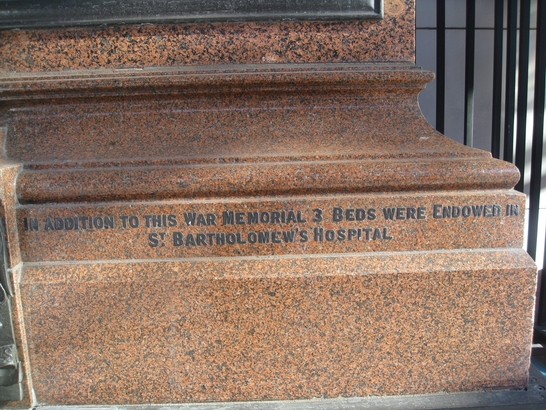 IN ADDITION TO THIS WAR MEMORIAL 3 BEDS WERE ENDOWED IN
ST BARTHOLOMEW'S HOSPITAL